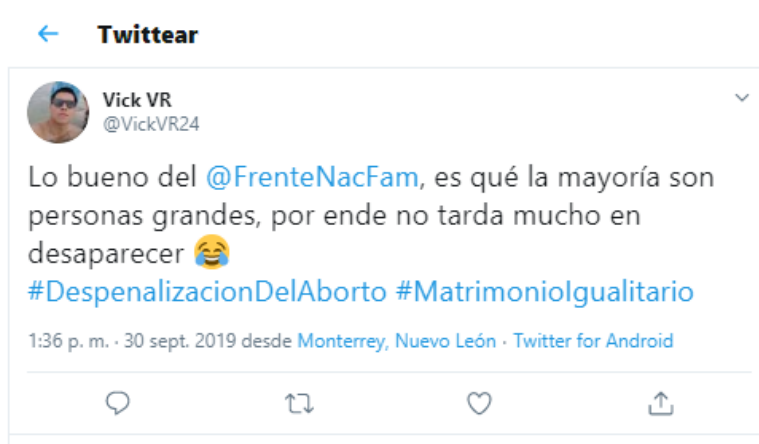 Twittear
Vick VR
@VickVR24
Lo bueno del @FrenteNacFam, es qué la mayoría son
personas grandes, por ende no tarda mucho en
desaparecer 😂
#DespenalizacionDelAborto #MatrimonioIgualitario
1:36 p. m. · 30 sept. 2019 desde Monterrey, Nuevo León · Twitter for Android